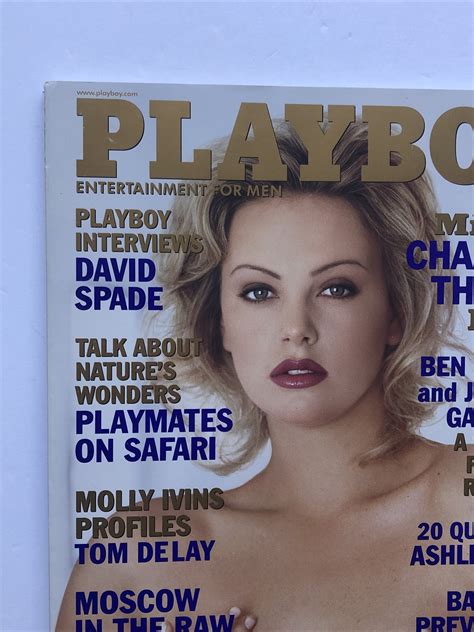 www.playboy.com
PLAYBO
ENTERTAINMENT FOR MEN
PLAYBOY
INTERVIEWS
DAVID
SPADE
TALK ABOUT
NATURE'S
WONDERS
PLAYMATES
ON SAFARI
MOLLY IVINS
PROFILES
TOM DELAY
MOSCOW
IN THE RAW
CHA
TH
BEN
and J
GA
A
F
R
20 QU
ASHL
BA
PREV